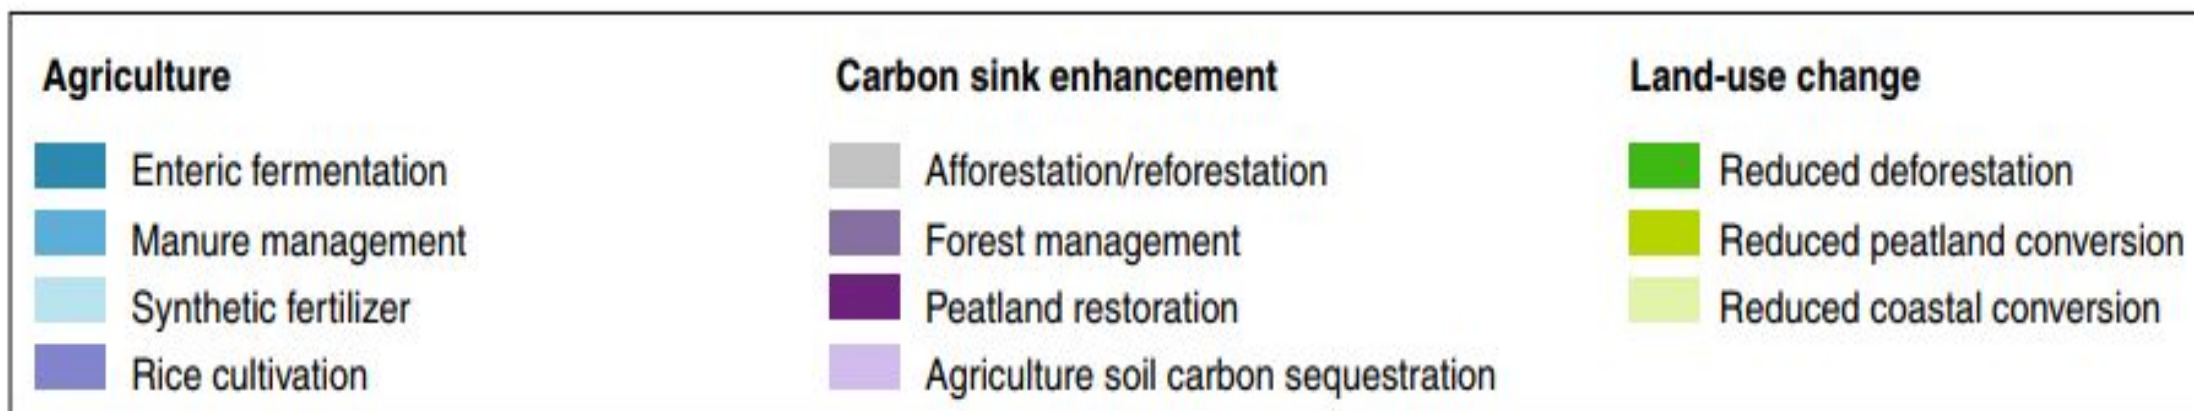 Agriculture
Enteric fermentation
Manure management
Synthetic fertilizer
Rice cultivation
Carbon sink enhancement
Afforestation/reforestation
Forest management
Peatland restoration
Agriculture soil carbon sequestration
Land-use change
Reduced deforestation
Reduced peatland conversion
Reduced coastal conversion